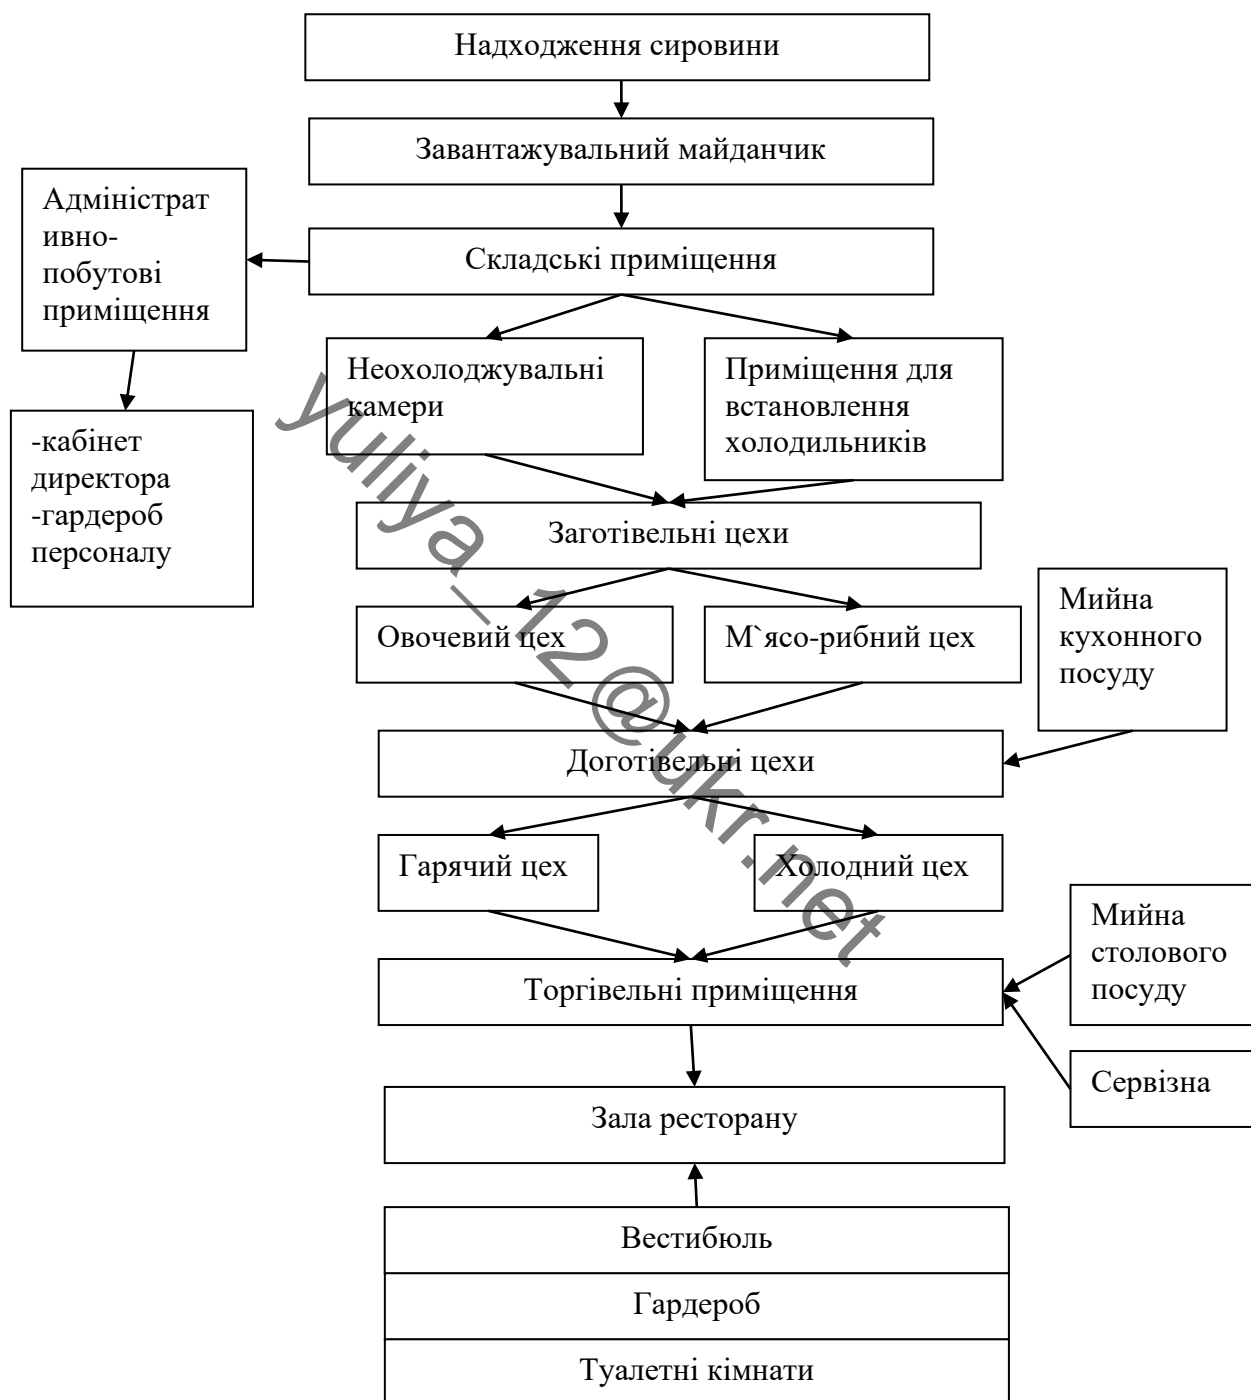 Надходження сировини
Завантажувальний майданчик
Адміністрат
ивно-
побутові
приміщення
Складські приміщення
Неохолоджувальні
камери
Приміщення для
встановлення
холодильників
-кабінет
директора
-гардероб
персоналу
Заготівельні цехи
Овочевий цех
М`ясо-рибний цех
Мийна
кухонного
посуду
Доготівельні цехи
Гарячий цех
Холодний цех
Мийна
столового
посуду
Торгівельні приміщення
Сервізна
Зала ресторану
Вестибюль
Гардероб
Туалетні кімнати
yuliya_12@ukr.net